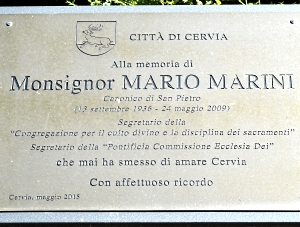 CITTÀ DI CERVIA
Alla memoria di
Monsignor MARIO MARINI
Canonico di San Pietro
(13 settembre 1936 - 24 maggio 2009)
Segretario della
"Congregazione per il culto divino e la disciplina dei sacramenti"
Segretario della "Pontificia Commissione Ecclesia Dei"
che mai ha smesso di amare Cervia
Con affettuoso ricordo
Cervia, maggio 2015